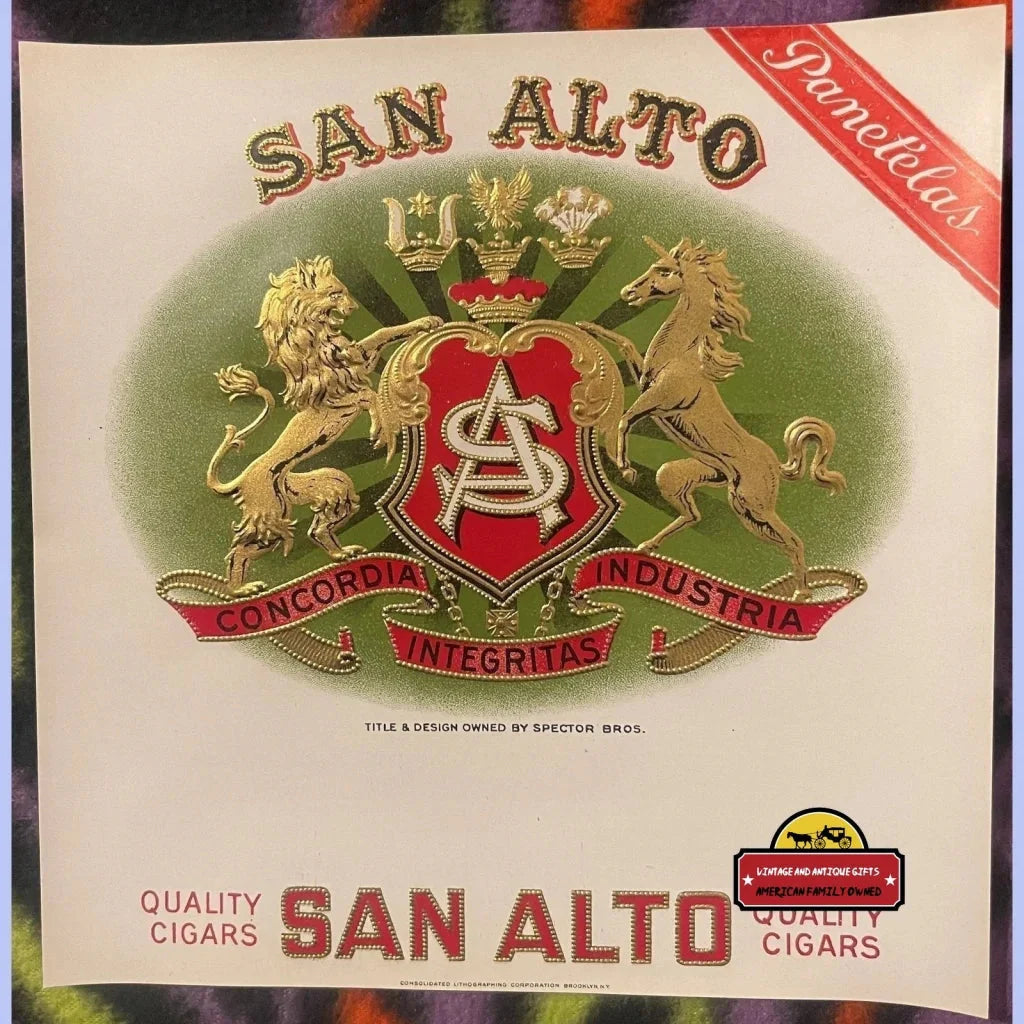 Panetelas
SAN ALTO
SA
CONCORDIA
INTEGRITAS
INDUSTRIA
TITLE & DESIGN OWNED BY SPECTOR BROS.
VINTAGE AND ANTIQUE GIFTS
AMERICAN FAMILY OWNED
QUALITY CIGARS
SAN ALTO
QUALITY CIGARS
CONSOLIDATED LITHOGRAPHING CORPORATION BROOKLYN, N.Y.